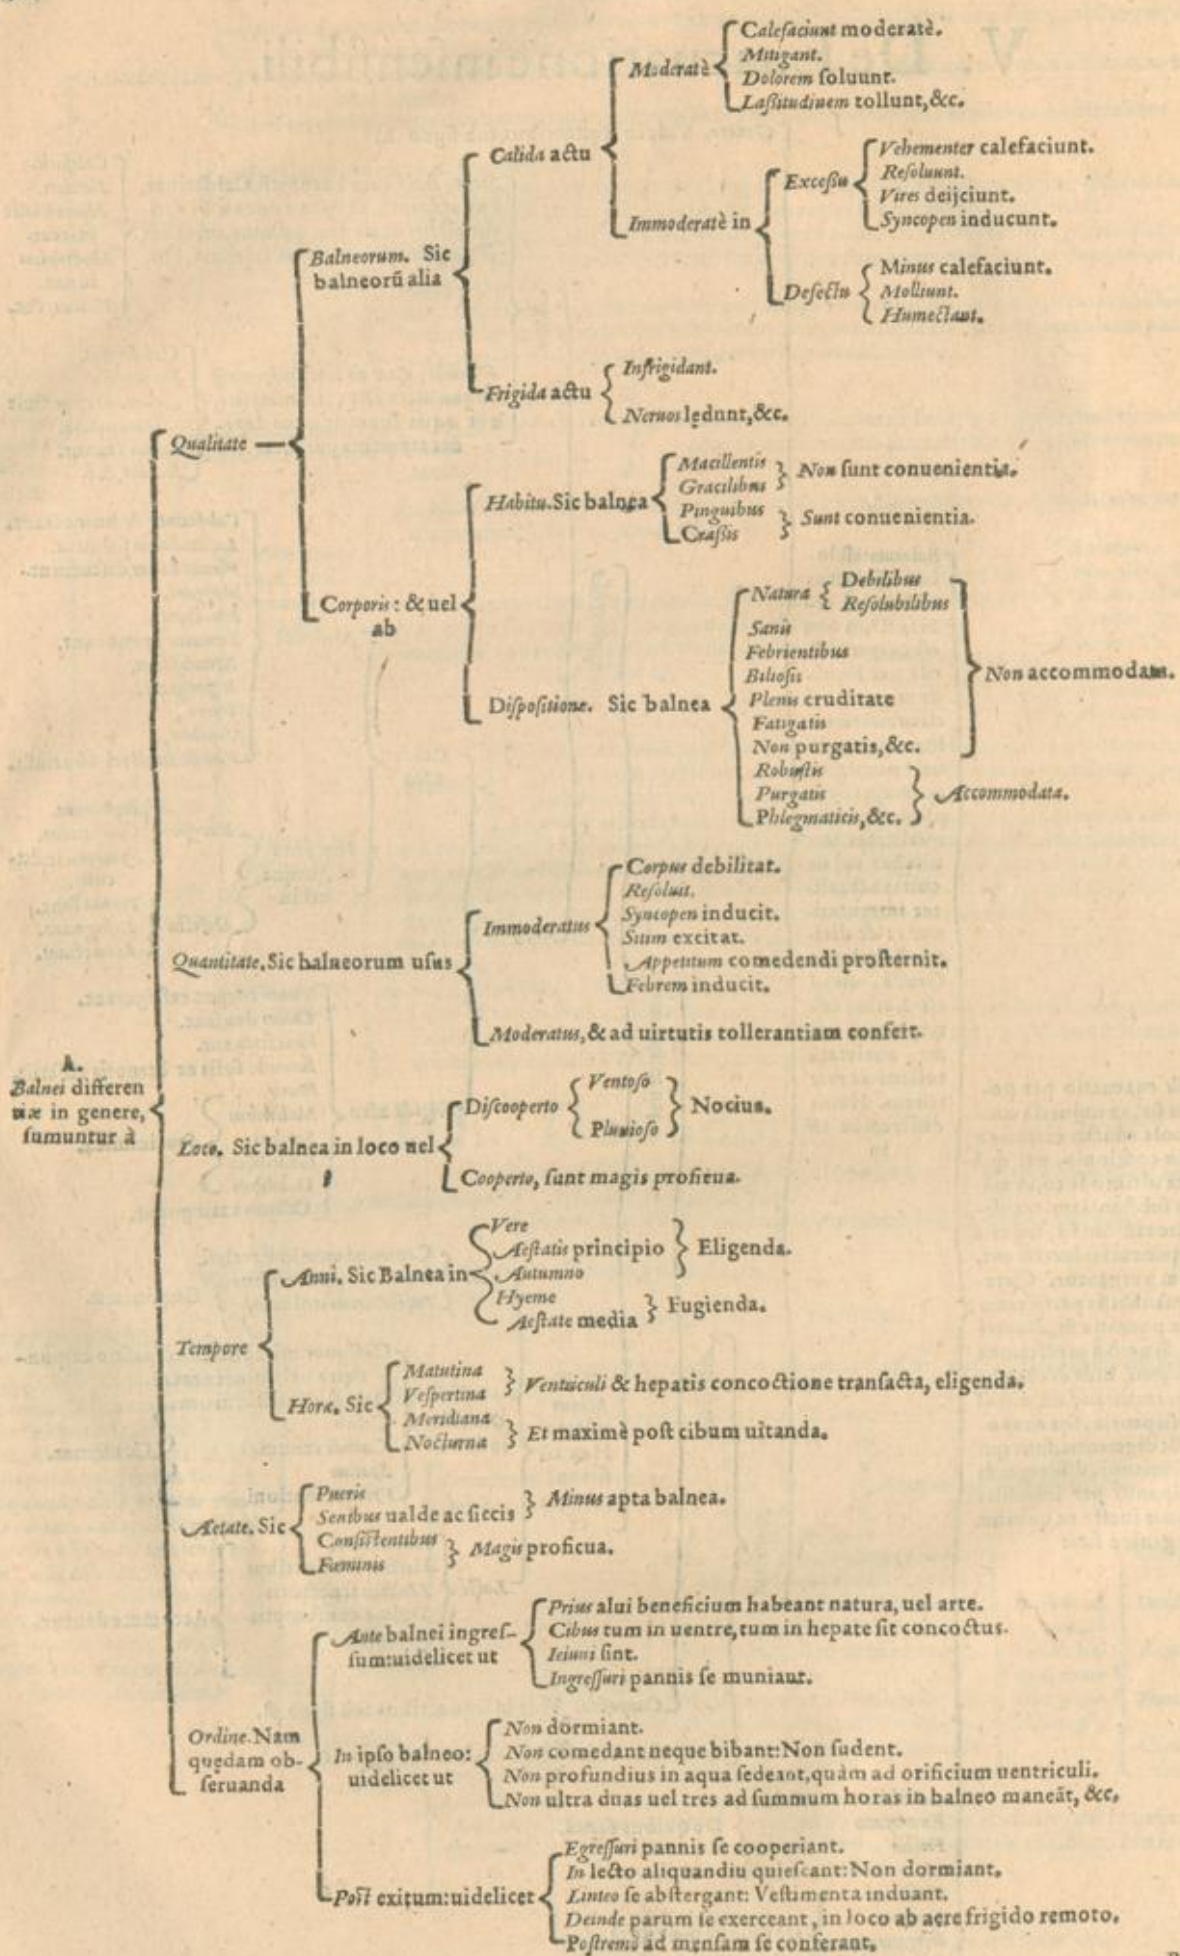 A.
Balnei differen
tiæ in genere,
sumuntur à
Qualitate
Balneorum. Sic
balneorũ alia
Calida actu
Moderatè
Calefaciunt moderatè.
Mitigant.
Dolorem soluunt.
Lassitudinem tollunt, &c.
Immoderatè in
Excessu
Vehementer calefaciunt.
Resoluunt.
Vires deijciunt.
Syncopen inducunt.
Defectu
Minus calefaciunt.
Molliunt.
Humectant.
Frigida actu
Infrigidant.
Neruos lędunt, &c.
Corporis: & uel
ab
Habitu. Sic balnea
Macillentis
Gracilibus
Non sunt conuenientia.
Pinguibus
Crassis
Sunt conuenientia.
Dispositione. Sic balnea
Natura
Debilibus
Resolubilibus
Sanis
Febrientibus
Biliosis
Plenis cruditate
Fatigatis
Non purgatis, &c.
Non accommodata.
Robustis
Purgatis
Phlegmaticis, &c.
Accommodata.
Quantitate. Sic balneorum usus
Immoderatus
Corpus debilitat.
Resoluit.
Syncopen inducit.
Sitim excitat.
Appetitum comedendi prosternit.
Febrem inducit.
Moderatus, & ad uirtutis tollerantiam confert.
Loco. Sic balnea in loco uel
Discooperto
Ventoso
Pluuioso
Nocius.
Cooperto, sunt magis proficua.
Tempore
Anni. Sic Balnea in
Vere
Aestatis principio
Autumno
Eligenda.
Hyeme
Aestate media
Fugienda.
Horæ. Sic
Matutina
Vespertina
Ventriculi & hepatis concoctione transacta, eligenda.
Meridiana
Nocturna
Et maximè post cibum uitanda.
Aetate. Sic
Pueris
Senibus ualde ac siccis
Minus apta balnea.
Consistentibus
Fœminis
Magis proficua.
Ordine. Nam
quędam ob-
seruanda
Ante balnei ingres-
sum: uidelicet ut
Prius alui beneficium habeant natura, uel arte.
Cibus tum in uentre, tum in hepate sit concoctus.
Ieiuni sint.
Ingressuri pannis se muniant.
In ipso balneo:
uidelicet ut
Non dormiant.
Non comedant neque bibant: Non sudent.
Non profundius in aqua sedeant, quàm ad orificium uentriculi.
Non ultra duas uel tres ad summum horas in balneo maneãt, &c.
Post exitum: uidelicet
Egressuri pannis se cooperiant.
In lecto aliquandiu quiescant: Non dormiant.
Linteo se abstergant: Vestimenta induant.
Deinde parum se exerceant, in loco ab aere frigido remoto.
Postremò ad mensam se conferant.